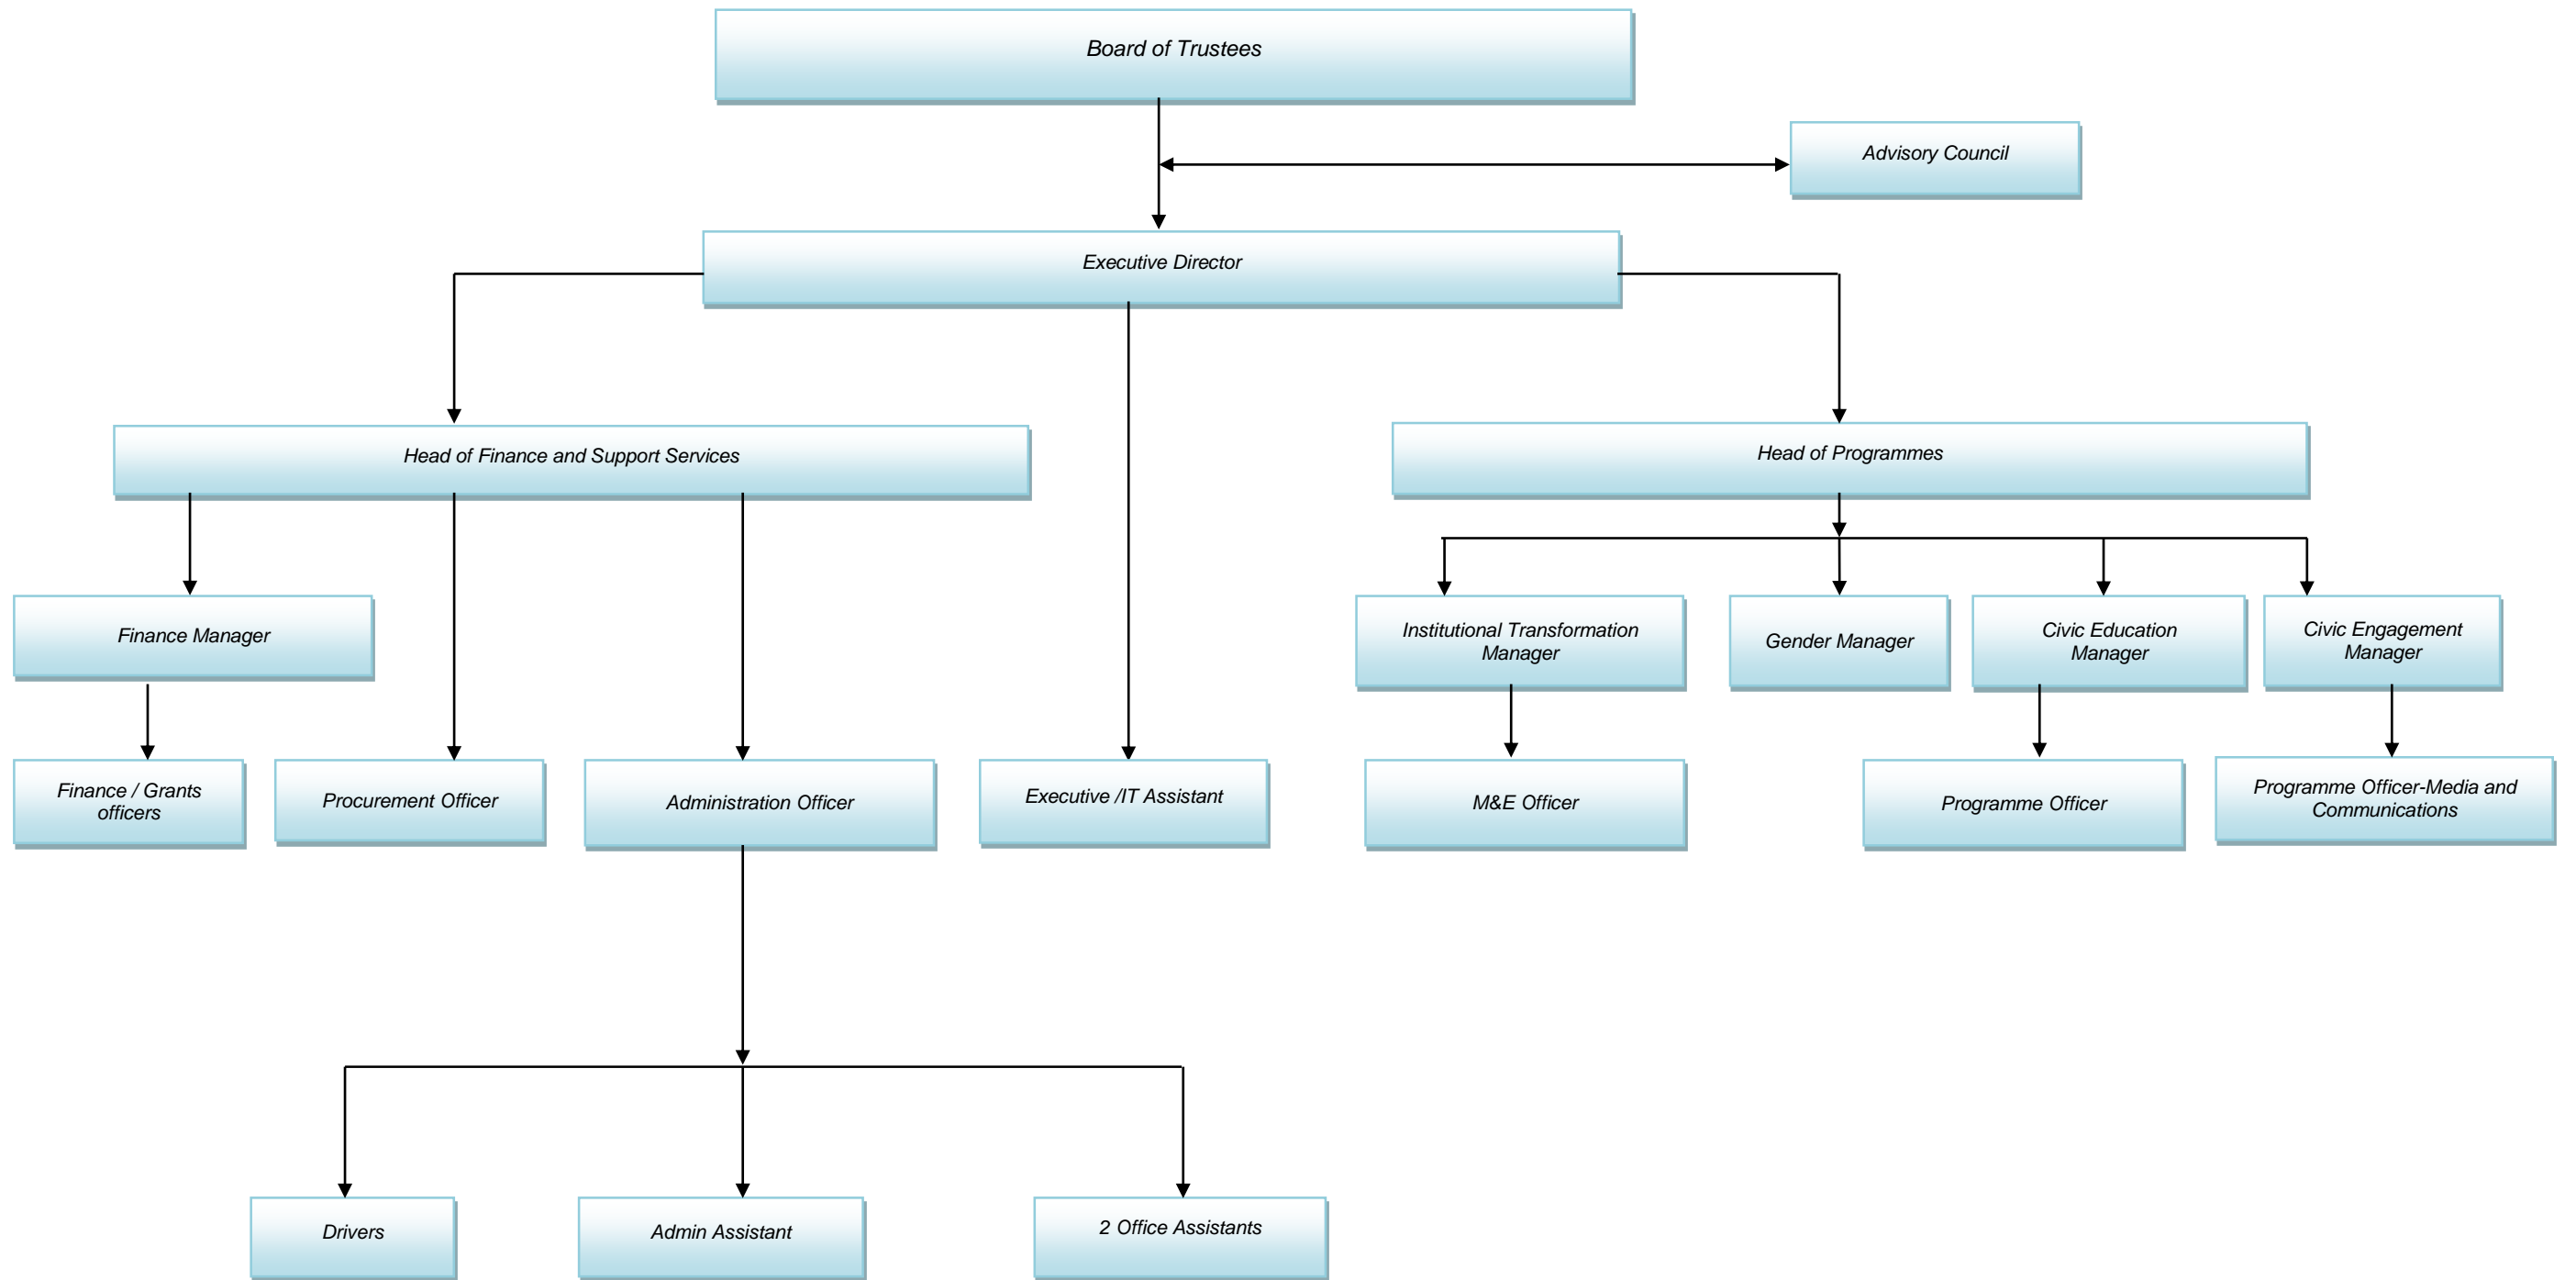 Board of Trustees
Advisory Council
Executive Director
Head of Finance and Support Services
Head of Programmes
Finance Manager
Institutional Transformation
Manager
Gender Manager
Civic Education
Manager
Civic Engagement
Manager
Finance / Grants
officers
Procurement Officer
Administration Officer
Executive /IT Assistant
M&E Officer
Programme Officer
Programme Officer-Media and
Communications
Drivers
Admin Assistant
2 Office Assistants